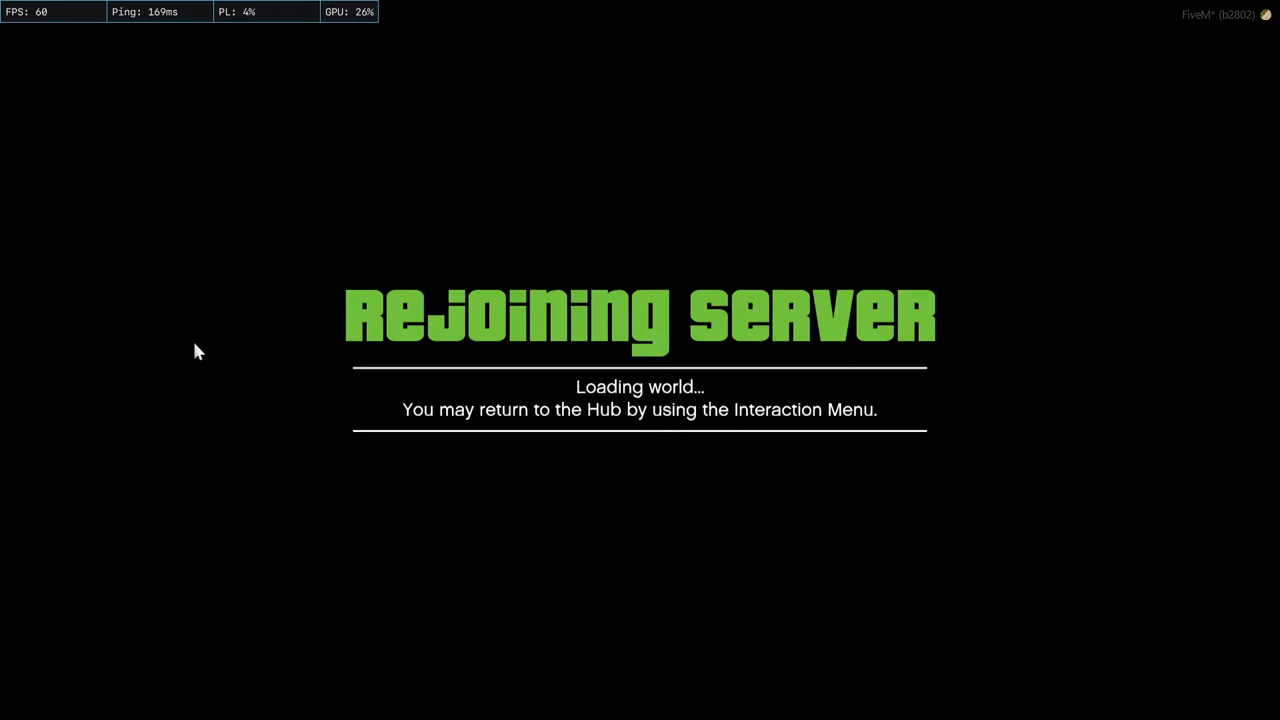 FPS: 60 Ping: 169ms PL: 4% GPU: 26%
FiveM* (b2802)
Rejoining Server
Loading world...
You may return to the Hub by using the Interaction Menu.